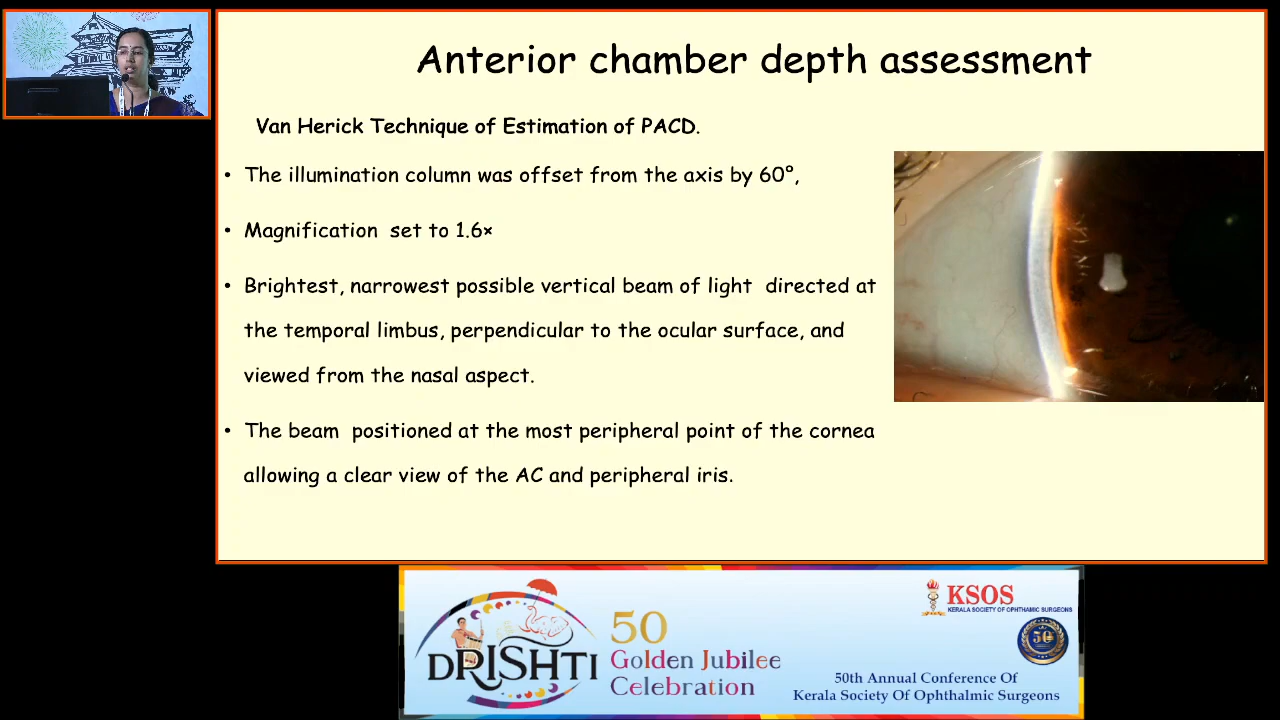 Anterior chamber depth assessment
Van Herick Technique of Estimation of PACD.
• The illumination column was offset from the axis by 60°,
• Magnification set to 1.6×
• Brightest, narrowest possible vertical beam of light directed at
the temporal limbus, perpendicular to the ocular surface, and
viewed from the nasal aspect.
• The beam positioned at the most peripheral point of the cornea
allowing a clear view of the AC and peripheral iris.
DRISHTI
50
Golden Jubilee
Celebration
KSOS
KERALA SOCIETY OF OPHTHAMIC SURGEONS
50
50th Annual Conference Of
Kerala Society Of Ophthalmic Surgeons